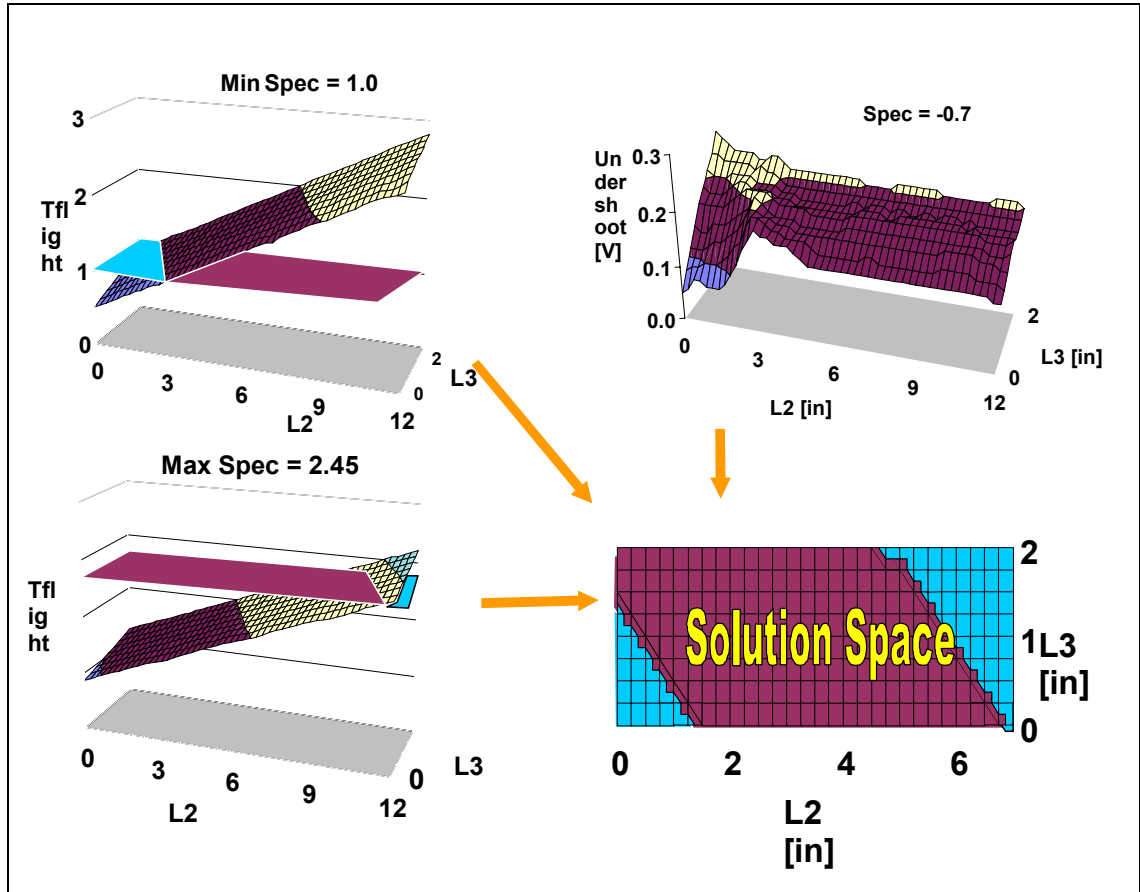 Min Spec = 1.0
3
2
1
0
Tfl
ig
ht
0
3
6
9
12
L2
2
0
L3
Spec = -0.7
Un
der
sh
oot
[V]
0.3
0.2
0.1
0.0
0
3
6
9
12
L2 [in]
2
0
L3 [in]
Max Spec = 2.45
Tfl
ig
ht
0
3
6
9
12
L2
0
L3
Solution Space
2
1
0
L3
[in]
0
2
4
6
L2
[in]